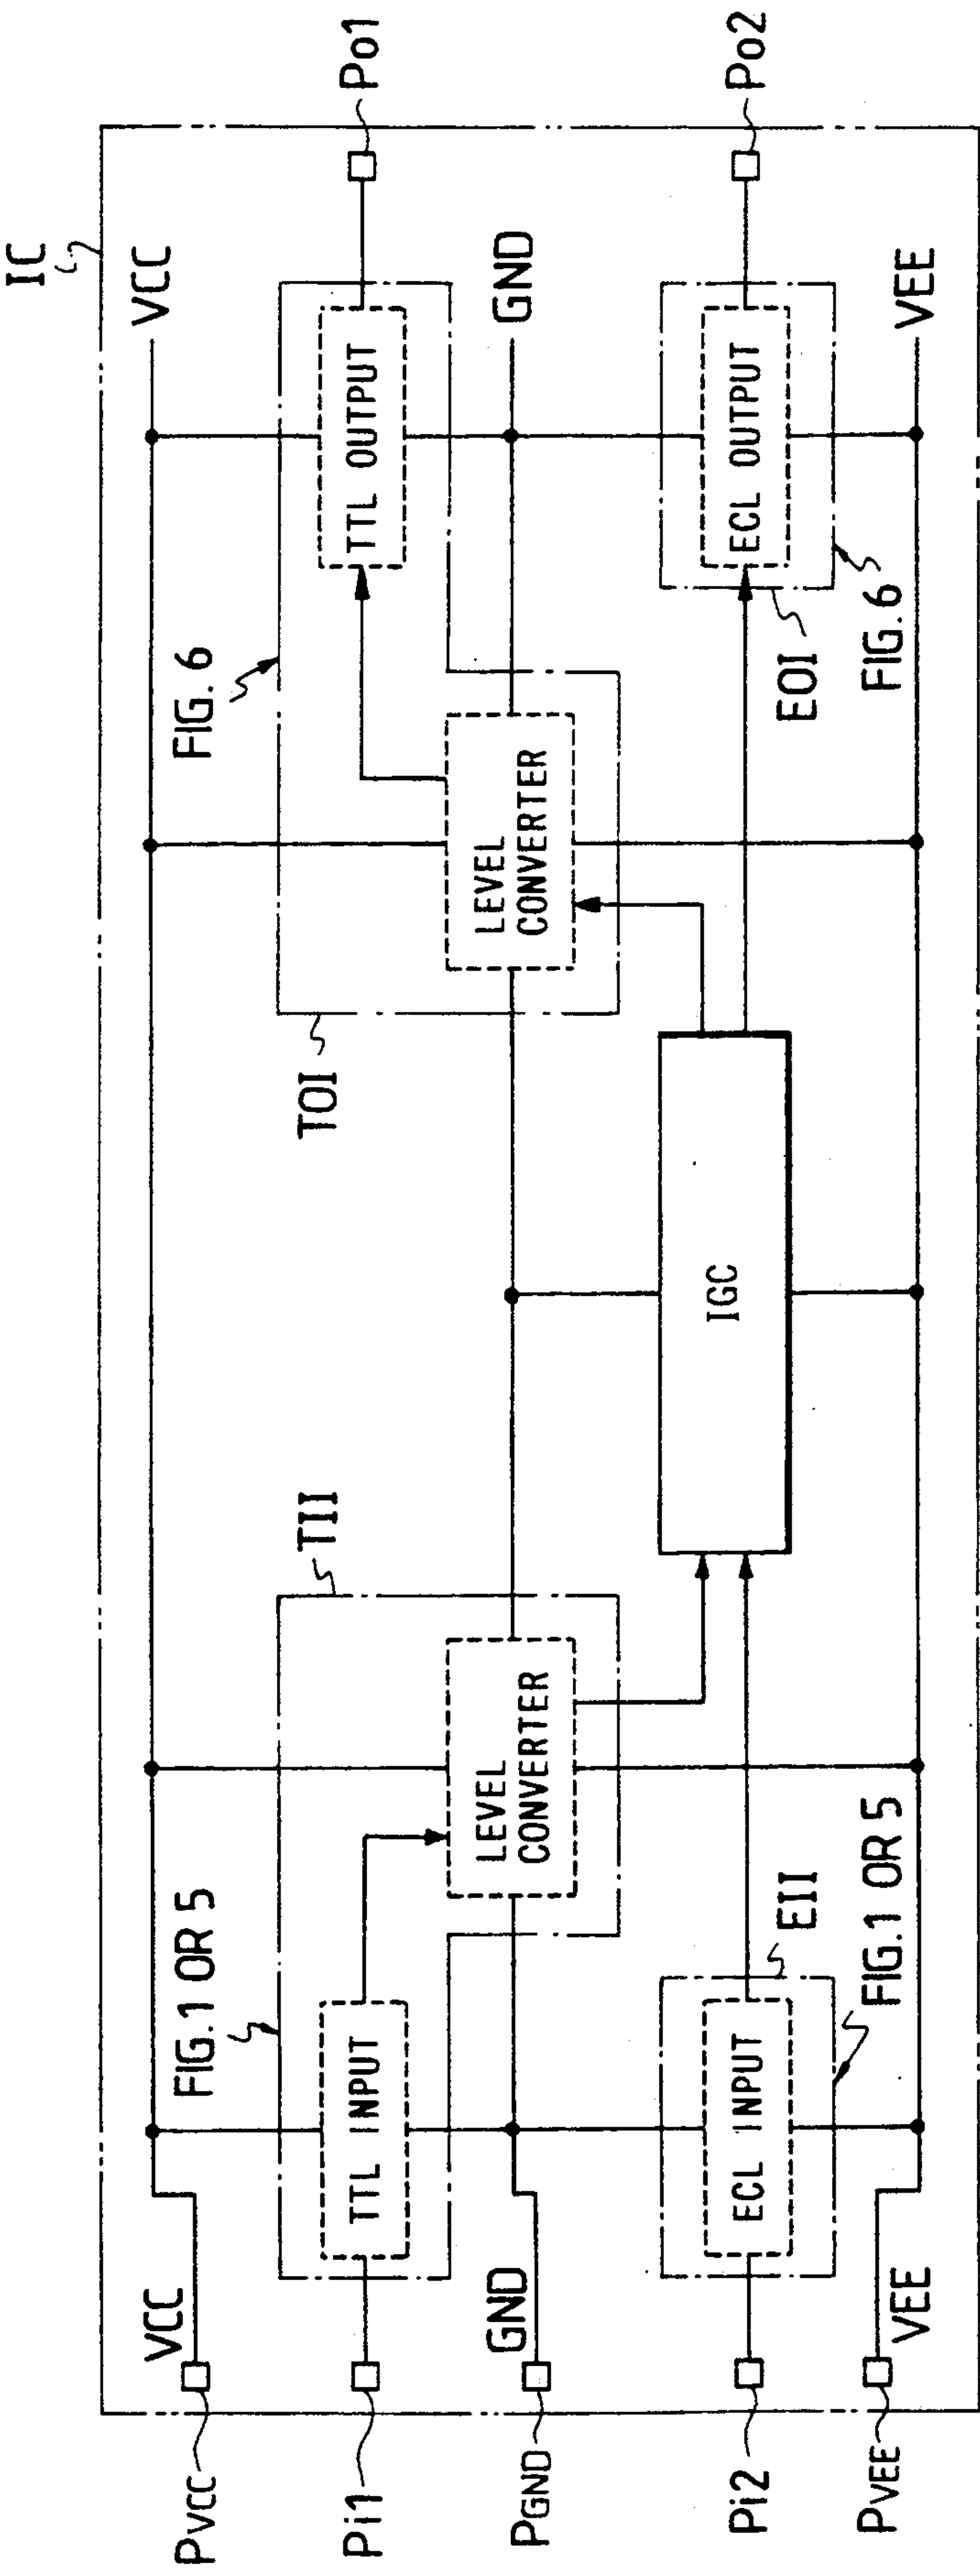 IC
VCC
VCC
PVCC
FIG. 1 OR 5
TII
TOI
FIG. 6
Pi1
TTL INPUT
TTL OUTPUT
Po1
LEVEL
CONVERTER
LEVEL
CONVERTER
GND
PGND
GND
IGC
Pi2
ECL INPUT
EII
EOI
ECL OUTPUT
Po2
FIG. 1 OR 5
FIG. 6
PVEE
VEE
VEE